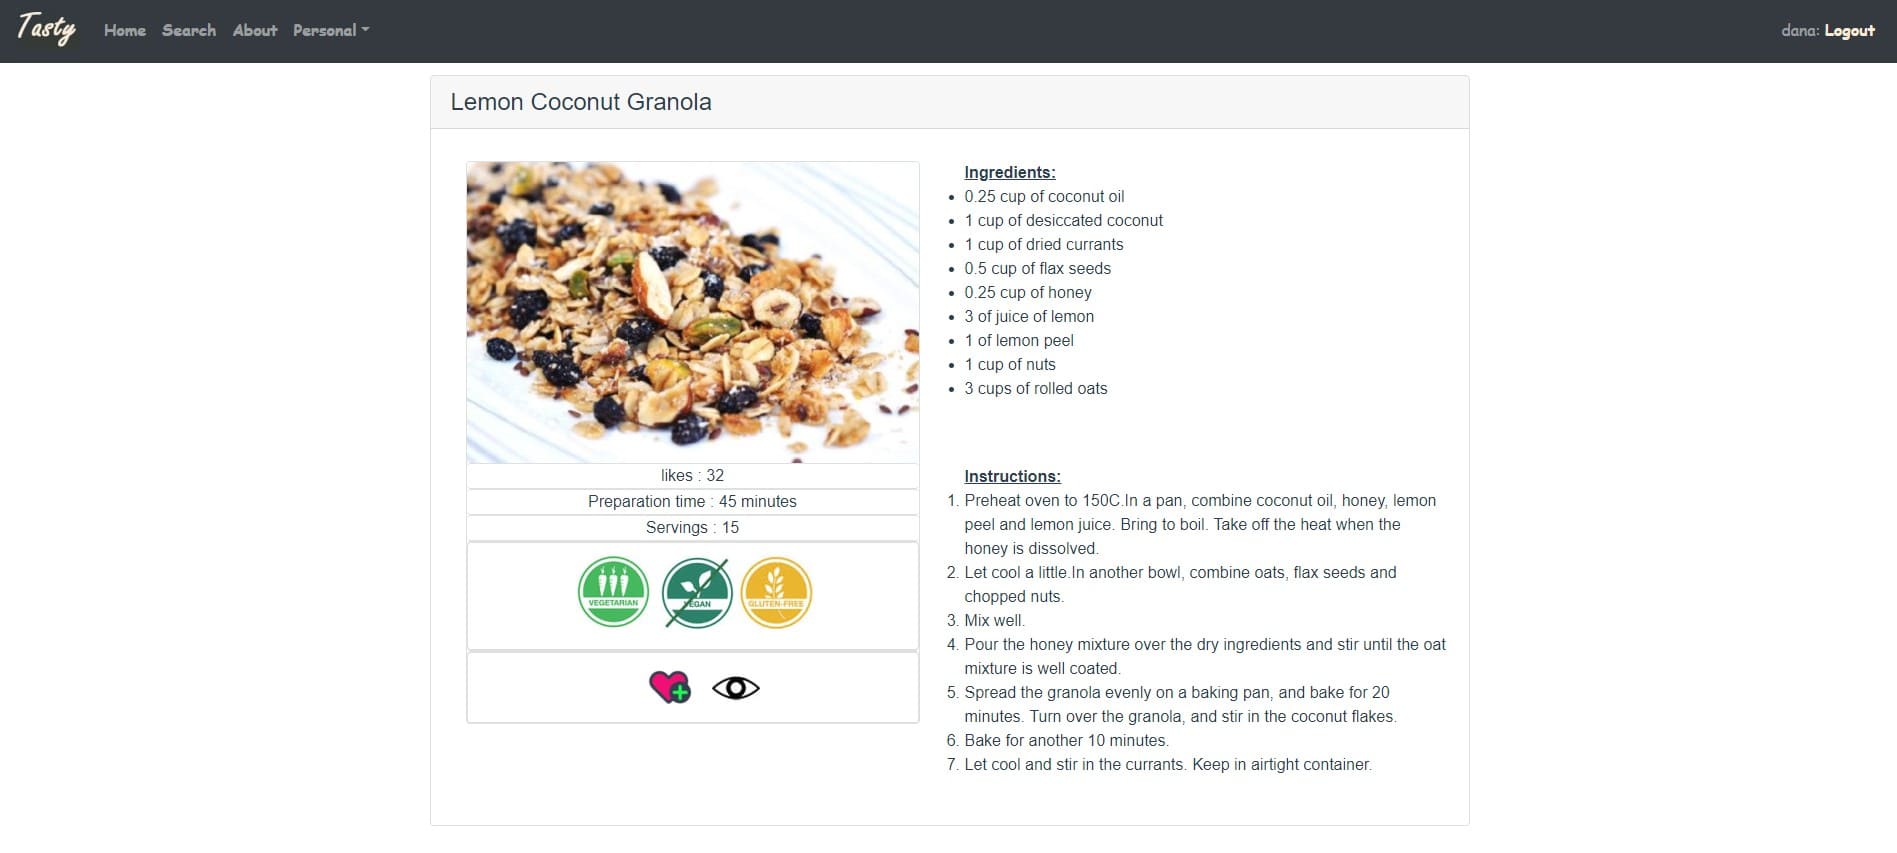 Tasty Home Search About Personal dana: Logout
Lemon Coconut Granola
likes : 32
Preparation time : 45 minutes
Servings : 15
VEGETARIAN VEGAN GLUTEN-FREE
Ingredients:
0.25 cup of coconut oil
1 cup of desiccated coconut
1 cup of dried currants
0.5 cup of flax seeds
0.25 cup of honey
3 of juice of lemon
1 of lemon peel
1 cup of nuts
3 cups of rolled oats
Instructions:
1. Preheat oven to 150C.In a pan, combine coconut oil, honey, lemon
peel and lemon juice. Bring to boil. Take off the heat when the
honey is dissolved.
2. Let cool a little.In another bowl, combine oats, flax seeds and
chopped nuts.
3. Mix well.
4. Pour the honey mixture over the dry ingredients and stir until the oat
mixture is well coated.
5. Spread the granola evenly on a baking pan, and bake for 20
minutes. Turn over the granola, and stir in the coconut flakes.
6. Bake for another 10 minutes.
7. Let cool and stir in the currants. Keep in airtight container.